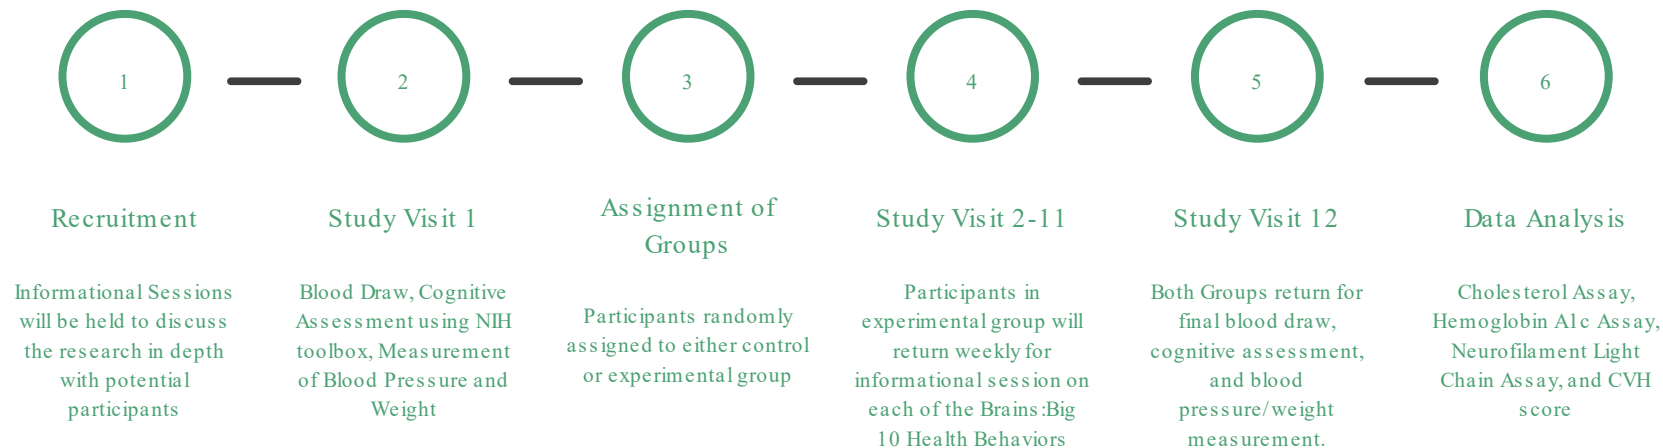 1
2
3
4
5
6
Recruitment
Informational Sessions
will be held to discuss
the research in depth
with potential
participants
Study Visit 1
Blood Draw, Cognitive
Assessment using NIH
toolbox, Measurement
of Blood Pressure and
Weight
Assignment of
Groups
Participants randomly
assigned to either control
or experimental group
Study Visit 2-11
Participants in
experimental group will
return weekly for
informational session on
each of the Brains:Big
10 Health Behaviors
Study Visit 12
Both Groups return for
final blood draw,
cognitive assessment,
and blood
pressure/weight
measurement.
Data Analysis
Cholesterol Assay,
Hemoglobin A1c Assay,
Neurofilament Light
Chain Assay, and CVH
score